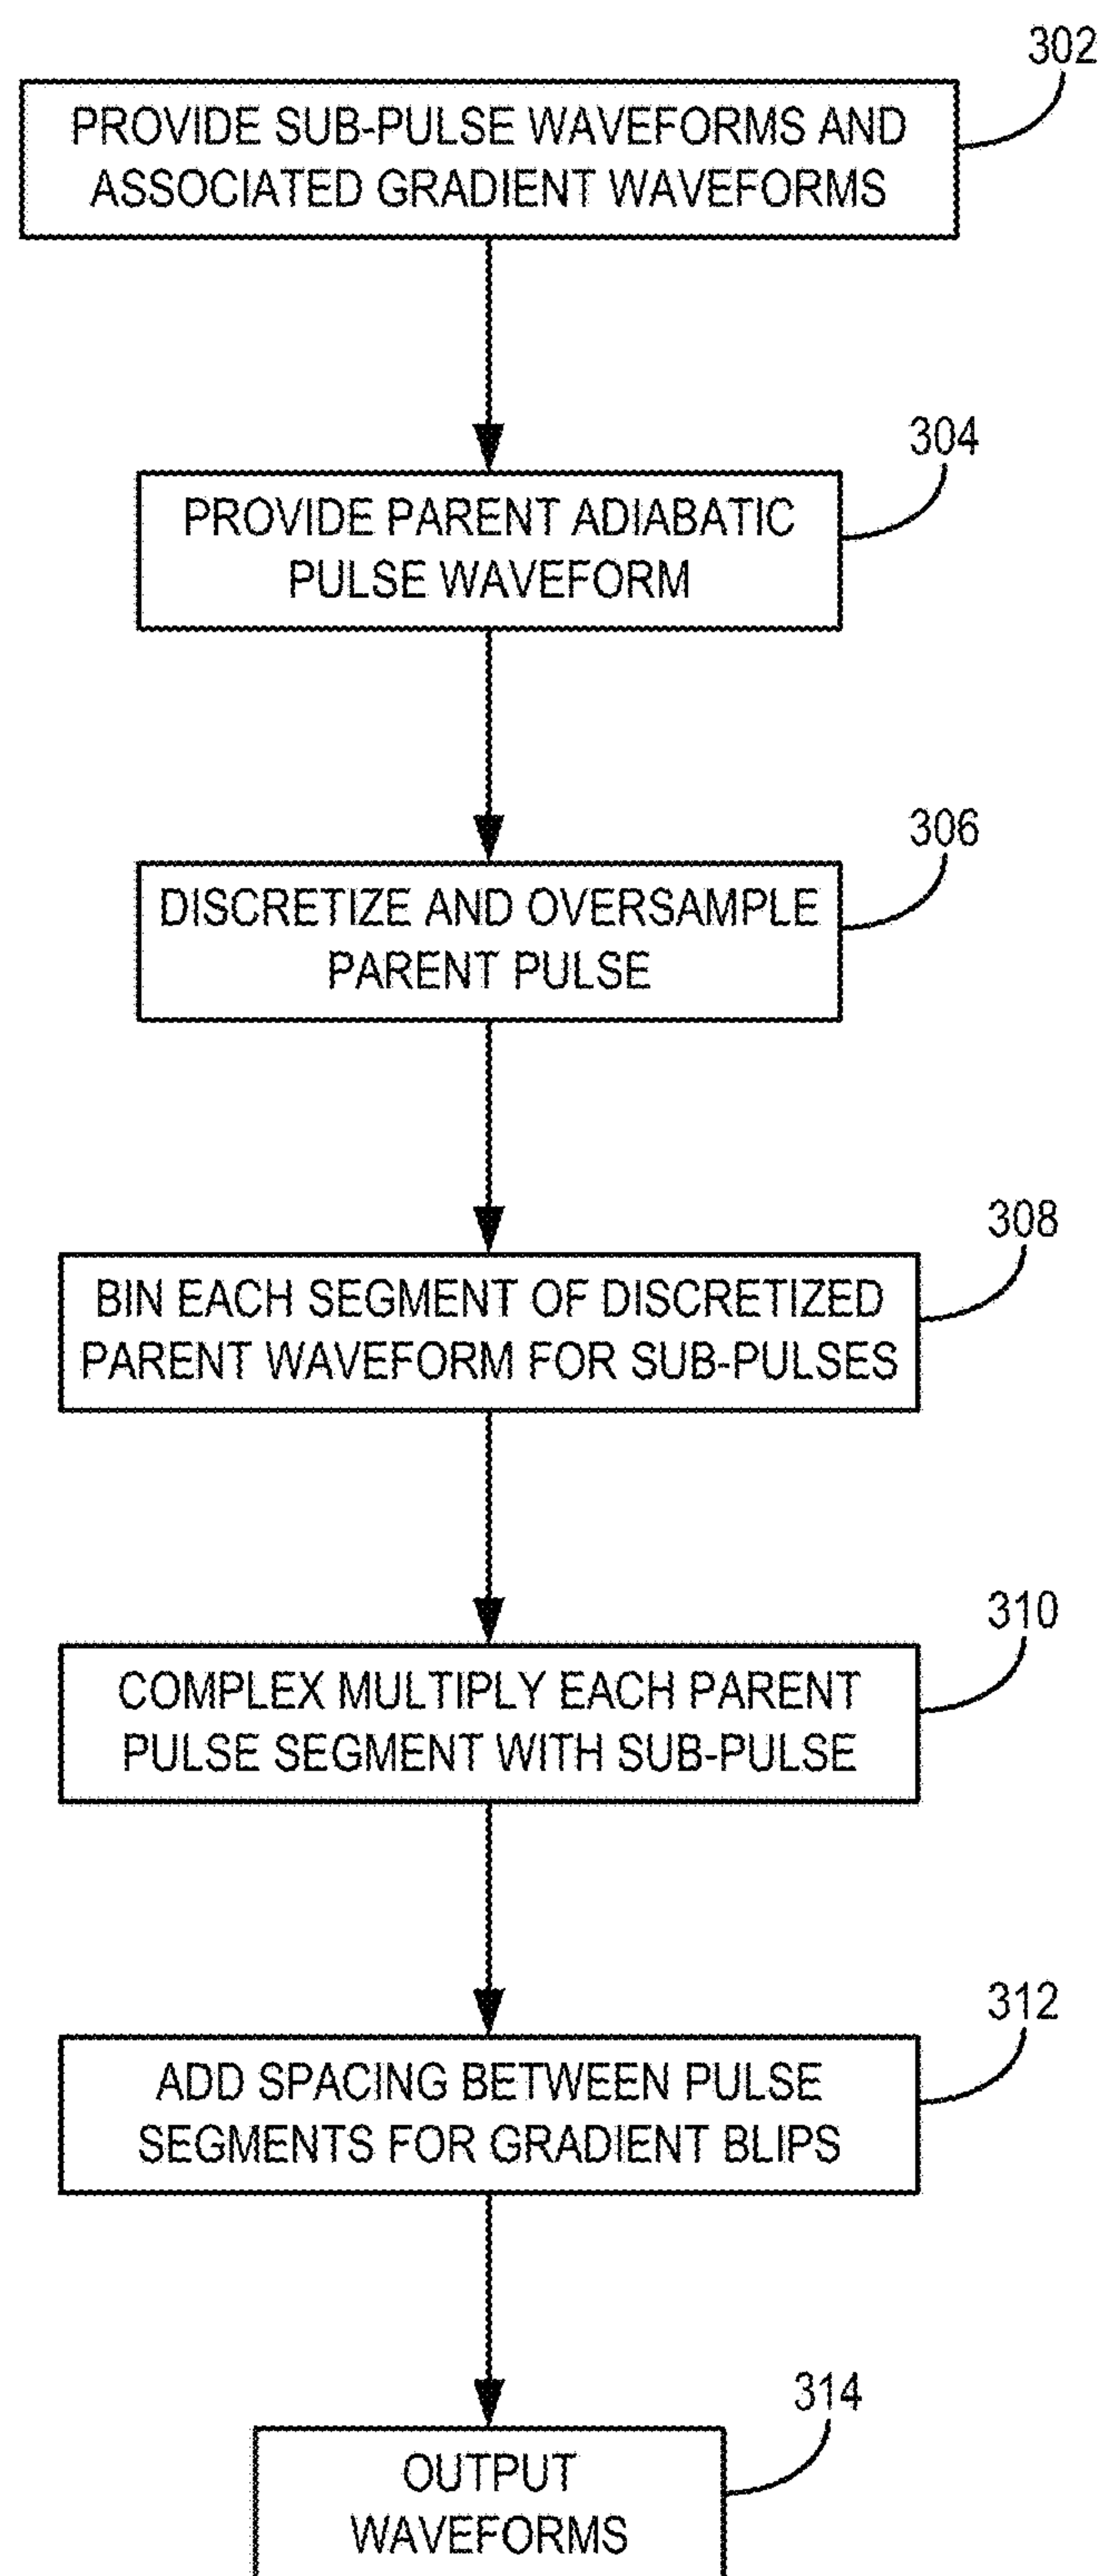 302
PROVIDE SUB-PULSE WAVEFORMS AND
ASSOCIATED GRADIENT WAVEFORMS
304
PROVIDE PARENT ADIABATIC
PULSE WAVEFORM
306
DISCRETIZE AND OVERSAMPLE
PARENT PULSE
308
BIN EACH SEGMENT OF DISCRETIZED
PARENT WAVEFORM FOR SUB-PULSES
310
COMPLEX MULTIPLY EACH PARENT
PULSE SEGMENT WITH SUB-PULSE
312
ADD SPACING BETWEEN PULSE
SEGMENTS FOR GRADIENT BLIPS
314
OUTPUT
WAVEFORMS